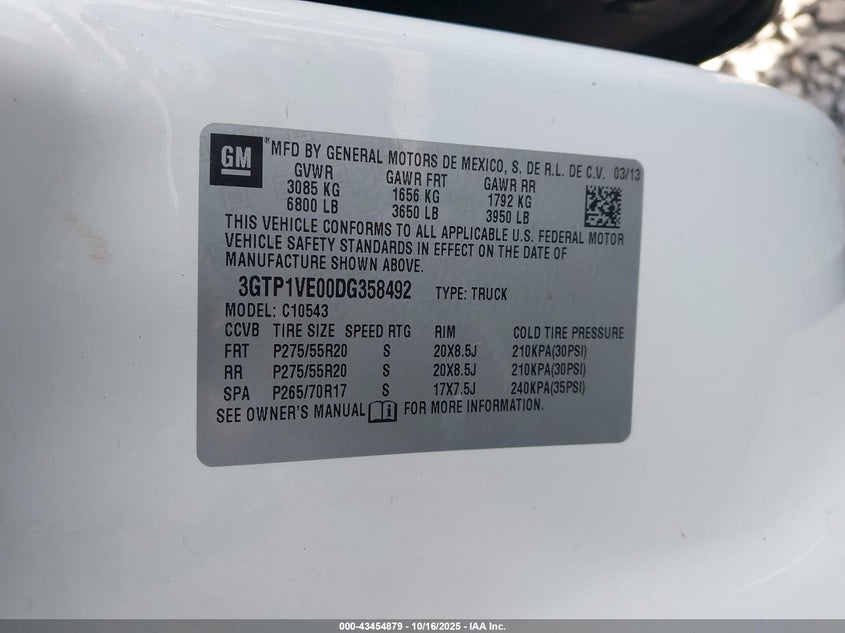 GM
® MFD BY GENERAL MOTORS DE MEXICO, S. DE R.L. DE C.V. 03/13
GVWR GAWR FRT GAWR RR
3085 KG 1656 KG 1792 KG
6800 LB 3650 LB 3950 LB
THIS VEHICLE CONFORMS TO ALL APPLICABLE U.S. FEDERAL MOTOR
VEHICLE SAFETY STANDARDS IN EFFECT ON THE DATE OF
MANUFACTURE SHOWN ABOVE.
3GTP1VE00DG358492 TYPE: TRUCK
MODEL: C10543
CCVB TIRE SIZE SPEED RTG RIM COLD TIRE PRESSURE
FRT P275/55R20 S 20X8.5J 210KPA(30PSI)
RR P275/55R20 S 20X8.5J 210KPA(30PSI)
SPA P265/70R17 S 17X7.5J 240KPA(35PSI)
SEE OWNER'S MANUAL FOR MORE INFORMATION.
000-43454879 - 10/16/2025 - IAA Inc.